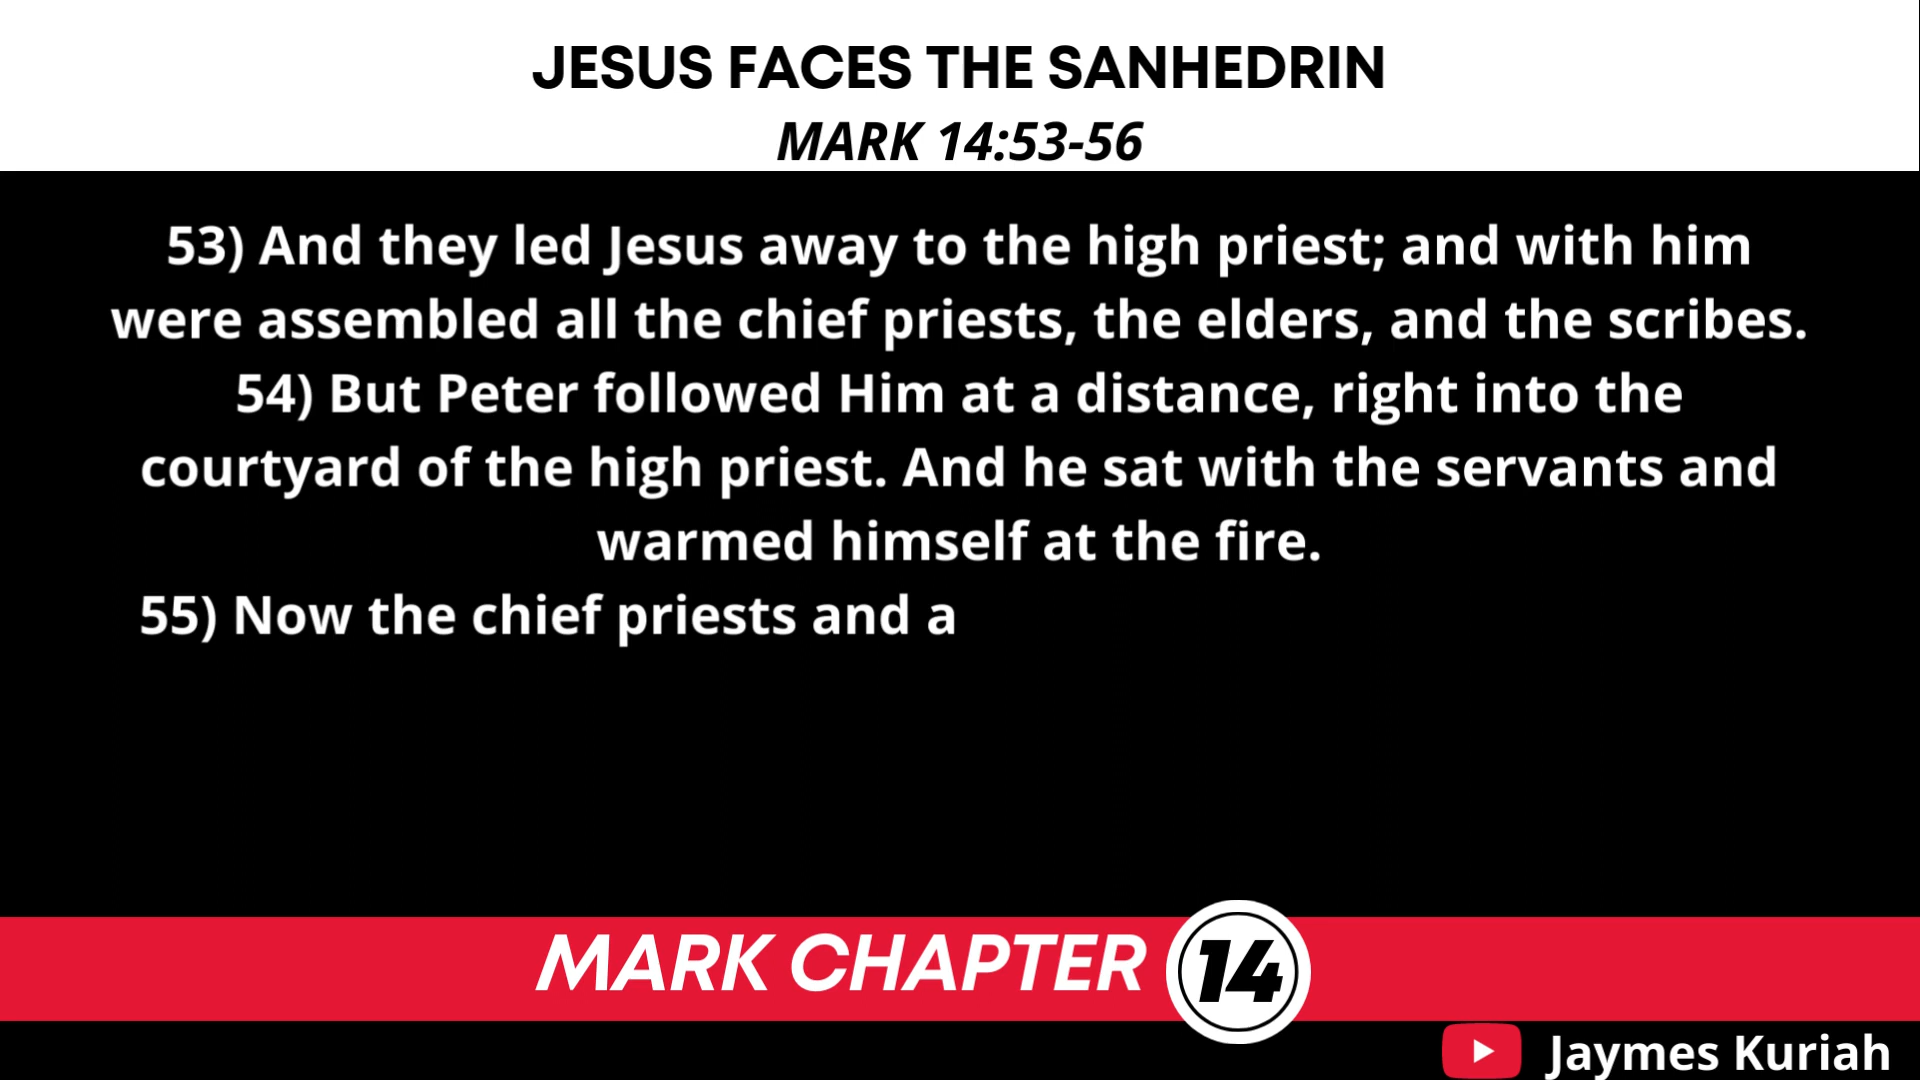 JESUS FACES THE SANHEDRIN
MARK 14:53-56
53) And they led Jesus away to the high priest; and with him
were assembled all the chief priests, the elders, and the scribes.
54) But Peter followed Him at a distance, right into the
courtyard of the high priest. And he sat with the servants and
warmed himself at the fire.
55) Now the chief priests and a
MARK CHAPTER 14
Jaymes Kuriah